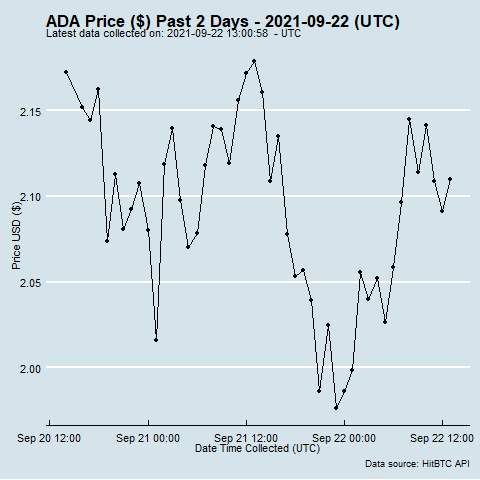 ADA Price ($) Past 2 Days - 2021-09-22 (UTC)
Latest data collected on: 2021-09-22 13:00:58 - UTC
2.15
2.10
2.05
2.00
Price USD ($)
Sep 20 12:00 Sep 21 00:00 Sep 21 12:00 Sep 22 00:00 Sep 22 12:00
Date Time Collected (UTC)
Data source: HitBTC API